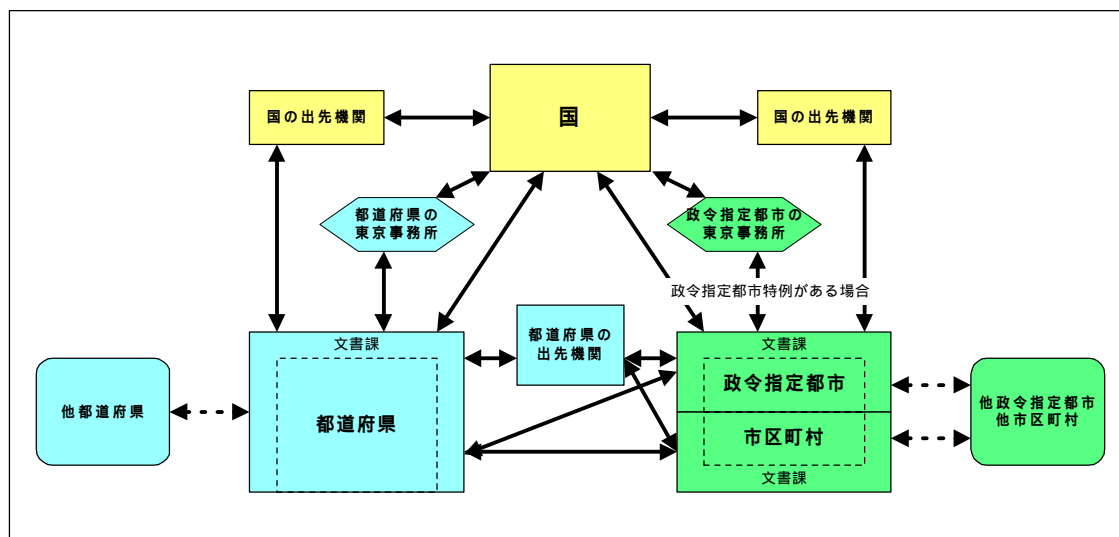 国
国の出先機関
国の出先機関
都道府県の
東京事務所
政令指定都市の
東京事務所
政令指定都市特例がある場合
文書課
都道府県
都道府県の
出先機関
文書課
政令指定都市
市区町村
文書課
他都道府県
他政令指定都市
他市区町村